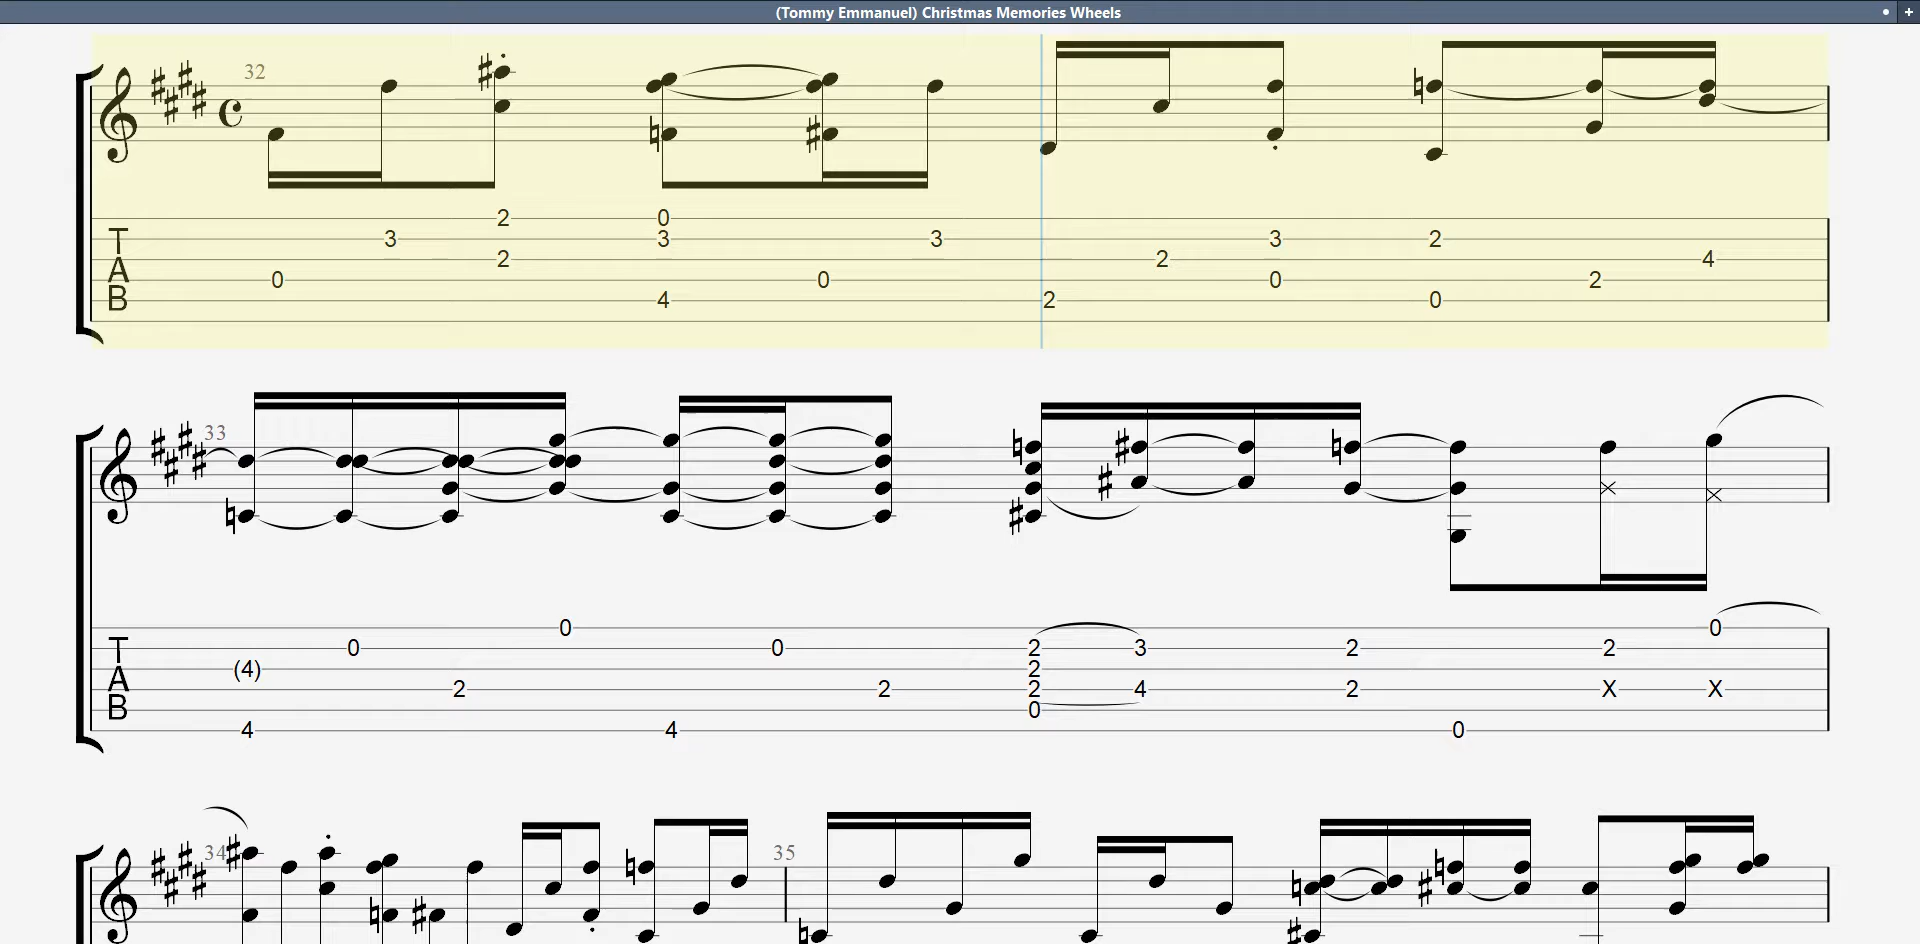 (Tommy Emmanuel) Christmas Memories Wheels
32
2 0
T 3 3 3 3 2
2 2 4
A 0 0 0 2
B 4 2 0
33
0 0
T 0 0 2 3 2 2
(4) 2
A 2 2 2 4 2 X X
B 0
4 4 0
34 35